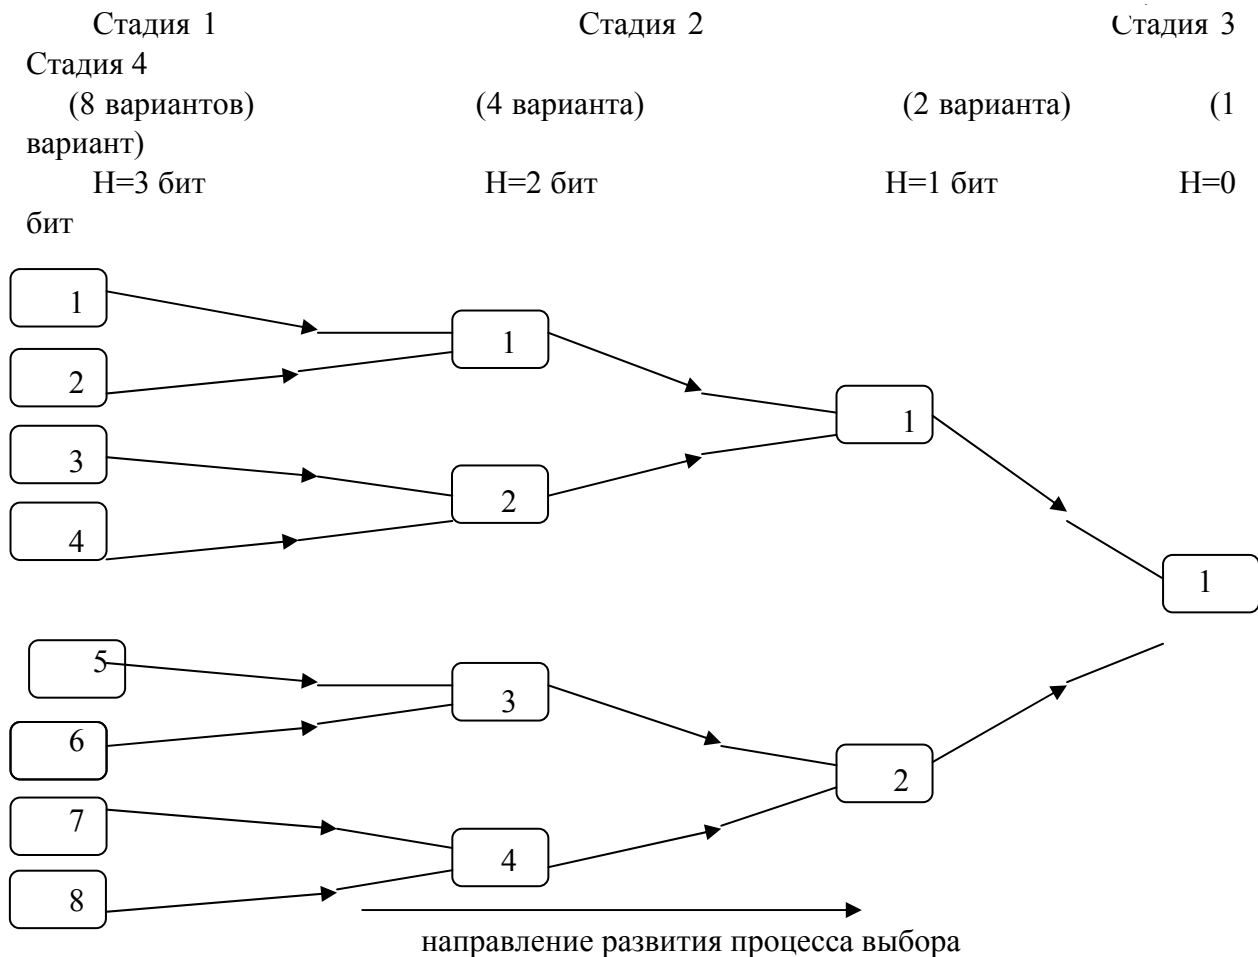 Стадия 1 Стадия 2 Стадия 3
Стадия 4
(8 вариантов) (4 варианта) (2 варианта) (1
вариант)
Н=3 бит Н=2 бит Н=1 бит Н=0
бит
1
2
3
4
5
6
7
8
1
2
3
4
1
2
1
направление развития процесса выбора